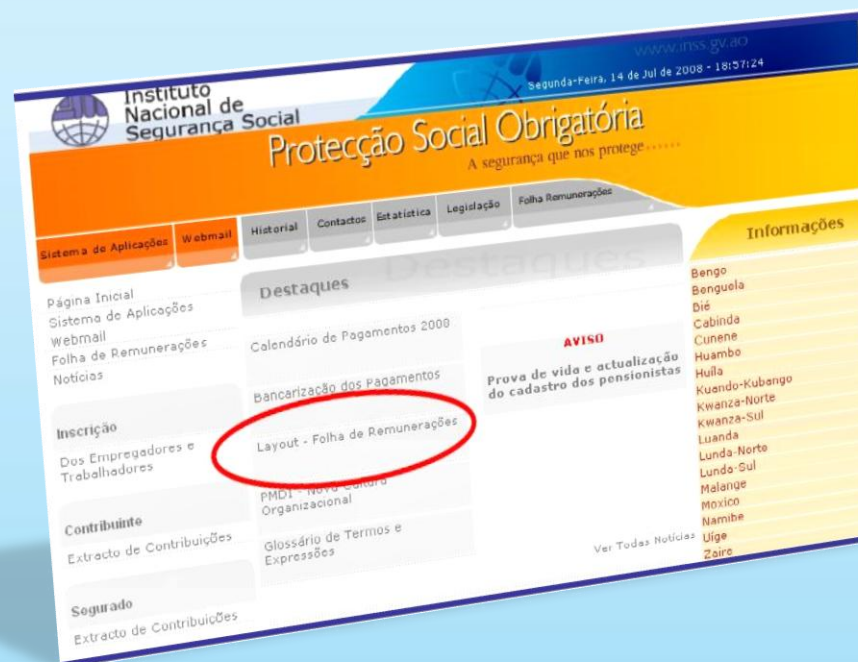 www.inss.gv.ao
Segunda-Feira, 14 de Jul de 2008 - 18:57:24
Instituto
Nacional de
Segurança Social
Protecção Social Obrigatória
A segurança que nos protege......
Sistema de Aplicações
Webmail
Historial
Contactos
Estatística
Legislação
Folha Remunerações
Página Inicial
Sistema de Aplicações
Webmail
Folha de Remunerações
Notícias
Inscrição
Dos Empregadores e
Trabalhadores
Contribuinte
Extracto de Contribuições
Segurado
Extracto de Contribuições
Destaques
Destaques
Calendário de Pagamentos 2008
Bancarização dos Pagamentos
Layout - Folha de Remunerações
PMDI - Nova Cultura
Organizacional
Glossário de Termos e
Expressões
AVISO
Prova de vida e actualização
do cadastro dos pensionistas
Ver Todas Notícias
Informações
Bengo
Benguela
Bié
Cabinda
Cunene
Huambo
Huíla
Kuando-Kubango
Kwanza-Norte
Kwanza-Sul
Luanda
Lunda-Norte
Lunda-Sul
Malange
Moxico
Namibe
Uíge
Zaire